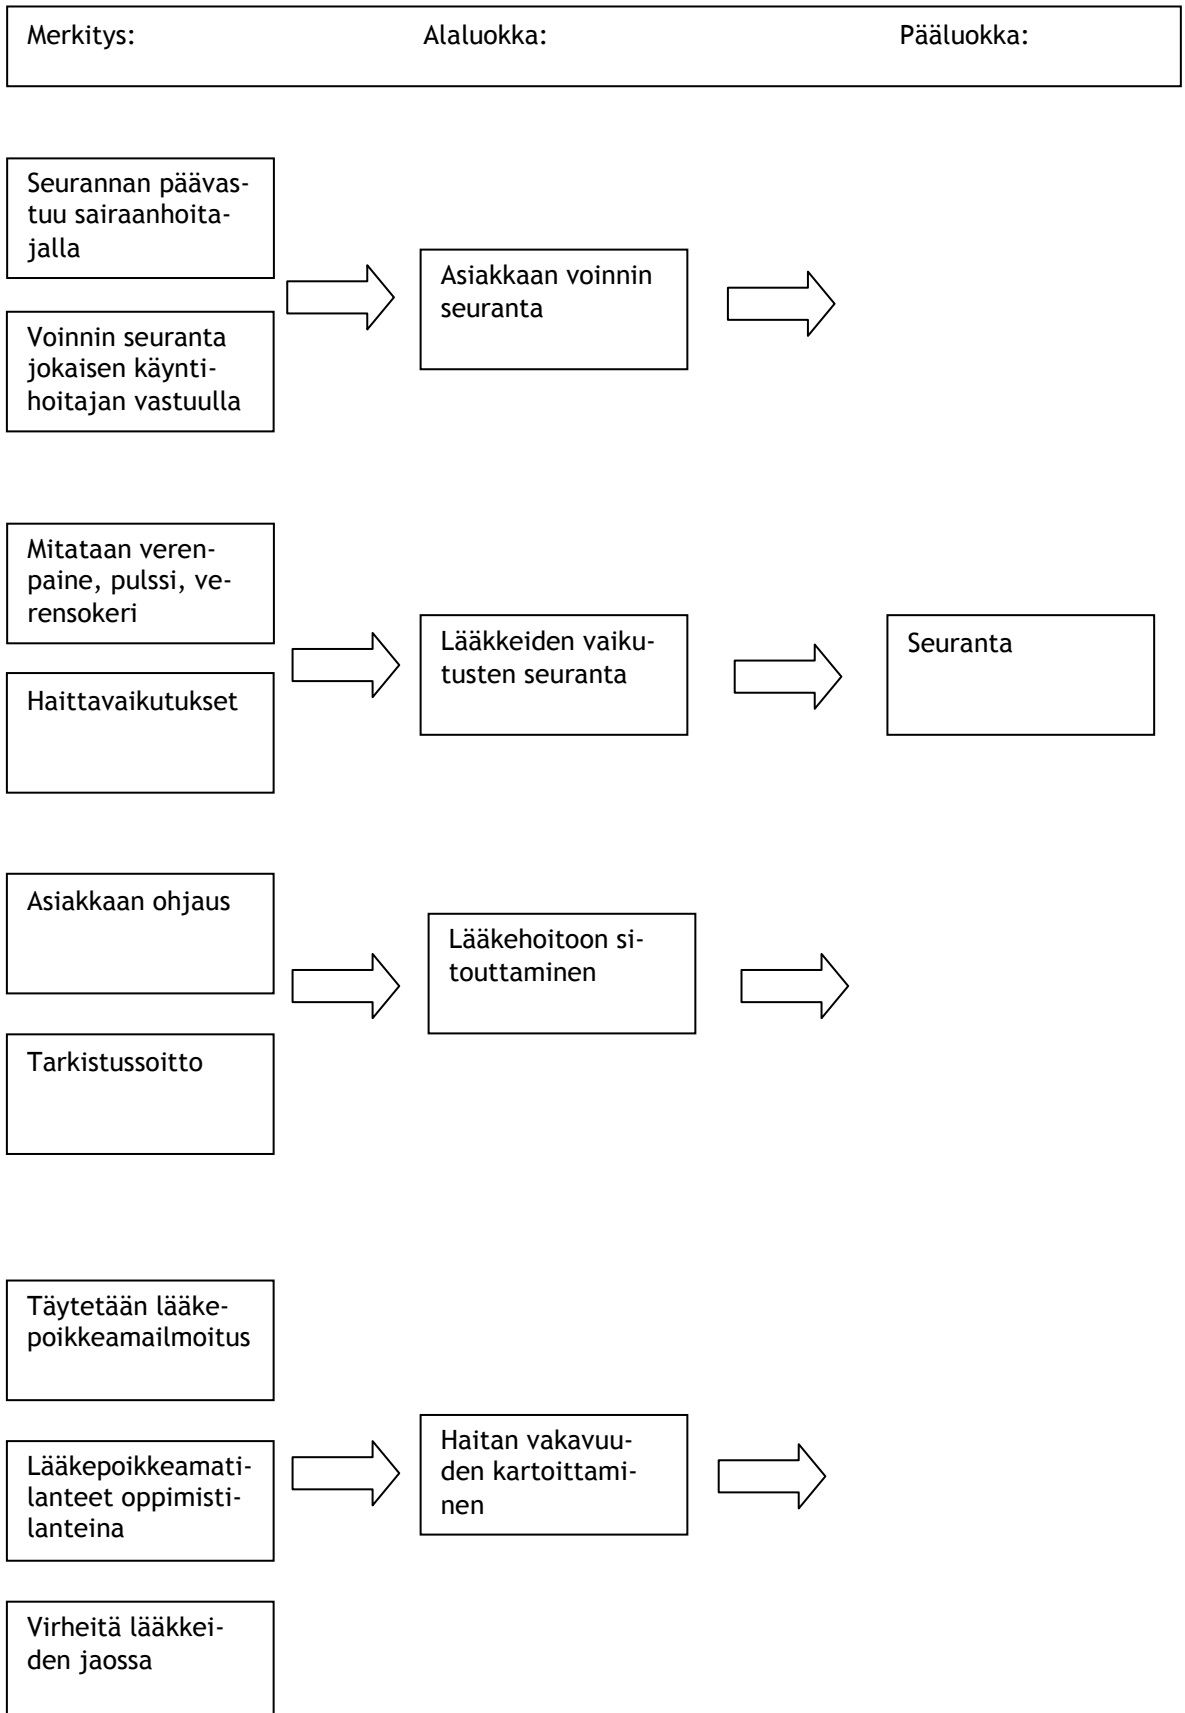 Merkitys: Alaluokka: Pääluokka:
Seurannan päävas-
tuu sairaanhoita-
jalla
Voinnin seuranta
jokaisen käynti-
hoitajan vastuulla
Asiakkaan voinnin
seuranta
Mitataan veren-
paine, pulssi, ve-
rensokeri
Haittavaikutukset
Lääkkeiden vaiku-
tusten seuranta
Seuranta
Asiakkaan ohjaus
Tarkistussoitto
Lääkehoitoon si-
touttaminen
Täytetään lääke-
poikkeamailmoitus
Lääkepoikkeamati-
lanteet oppimisti-
lanteina
Virheitä lääkkei-
den jaossa
Haitan vakavuu-
den kartoittami-
nen